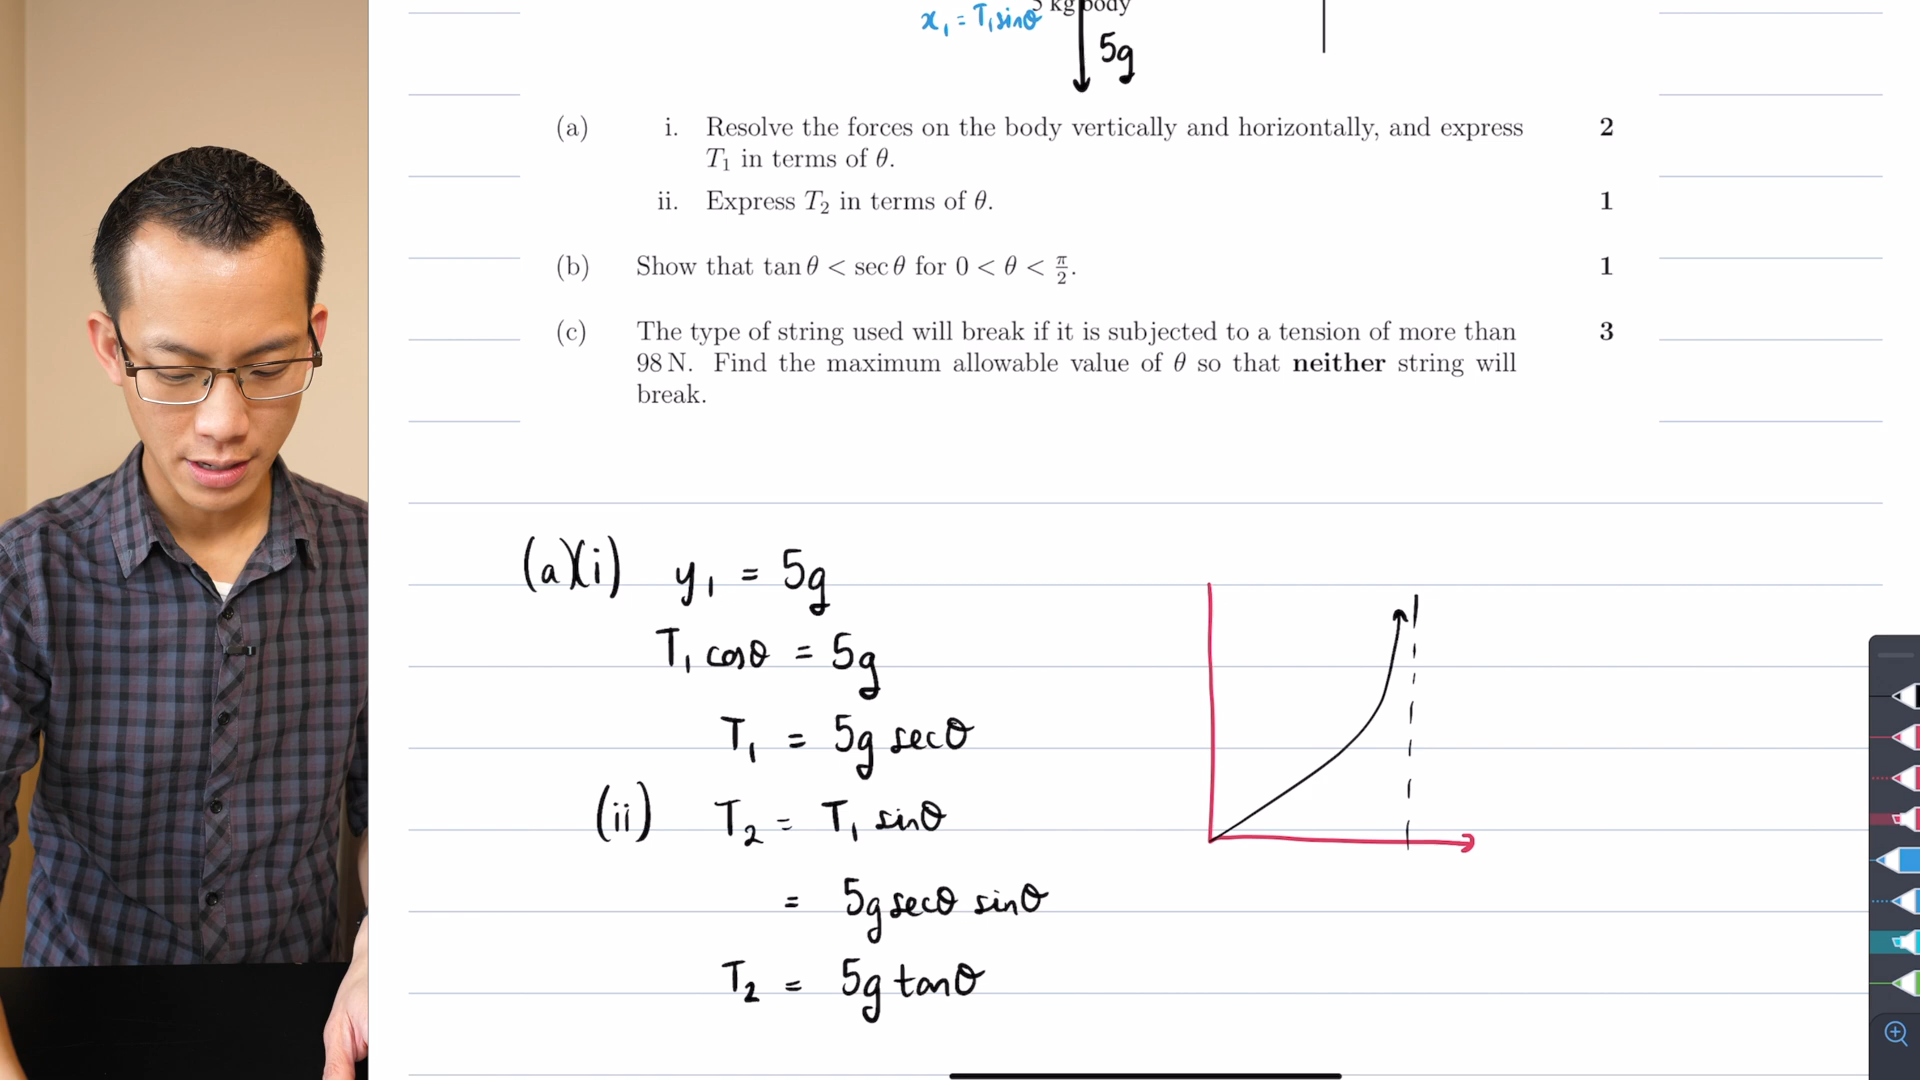 x₁ = T₁sinθ
5 kg body
5g
(a) i. Resolve the forces on the body vertically and horizontally, and express 2
T₁ in terms of θ.
ii. Express T₂ in terms of θ. 1
(b) Show that tan θ < sec θ for 0 < θ < π/2. 1
(c) The type of string used will break if it is subjected to a tension of more than 3
98 N. Find the maximum allowable value of θ so that neither string will
break.
(a)(i) y₁ = 5g
T₁ cosθ = 5g
T₁ = 5g secθ
(ii) T₂ = T₁ sinθ
= 5g secθ sinθ
T₂ = 5g tanθ